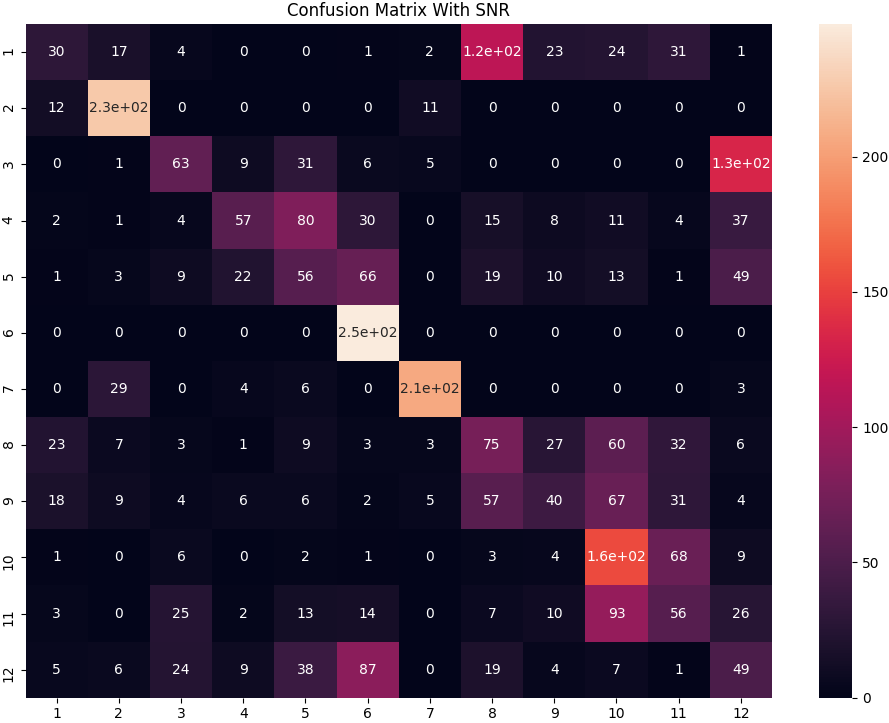 Confusion Matrix With SNR
1 30 17 4 0 0 1 2 1.2e+02 23 24 31 1
2 12 2.3e+02 0 0 0 0 11 0 0 0 0 0
3 0 1 63 9 31 6 5 0 0 0 0 1.3e+02
4 2 1 4 57 80 30 0 15 8 11 4 37
5 1 3 9 22 56 66 0 19 10 13 1 49
6 0 0 0 0 0 2.5e+02 0 0 0 0 0 0
7 0 29 0 4 6 0 2.1e+02 0 0 0 0 3
8 23 7 3 1 9 3 3 75 27 60 32 6
9 18 9 4 6 6 2 5 57 40 67 31 4
10 1 0 6 0 2 1 0 3 4 1.6e+02 68 9
11 3 0 25 2 13 14 0 7 10 93 56 26
12 5 6 24 9 38 87 0 19 4 7 1 49
1 2 3 4 5 6 7 8 9 10 11 12
200
150
100
50
0